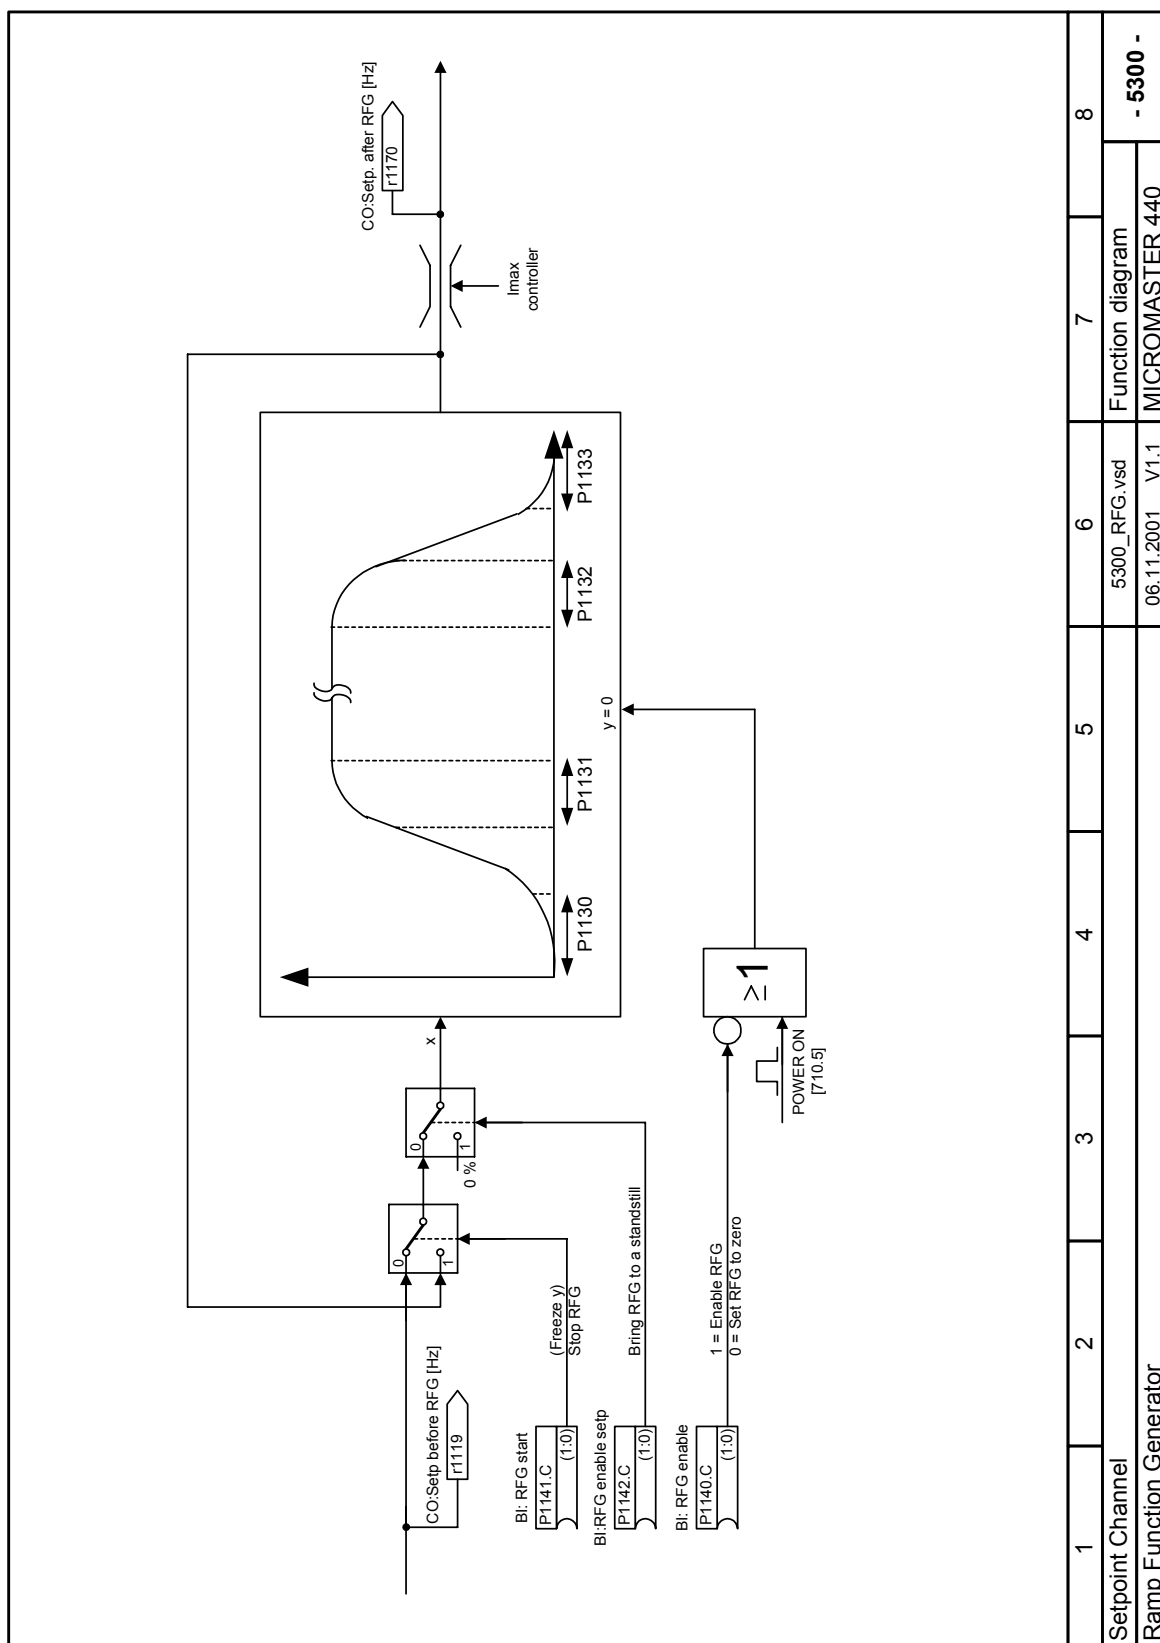 CO:Setp before RFG [Hz]
r1119
BI: RFG start
P1141.C
(1:0)
(Freeze y)
Stop RFG
BI:RFG enable setp
P1142.C
(1:0)
Bring RFG to a standstill
BI: RFG enable
P1140.C
(1:0)
1 = Enable RFG
0 = Set RFG to zero
0
1
0
1
0 %
x
POWER ON
[710.5]
≥1
y = 0
P1130
P1131
P1132
P1133
Imax
controller
CO:Setp. after RFG [Hz]
r1170
1 2 3 4 5 6 7 8
Setpoint Channel 5300_RFG.vsd Function diagram
- 5300 -
Ramp Function Generator 06.11.2001 V1.1 MICROMASTER 440